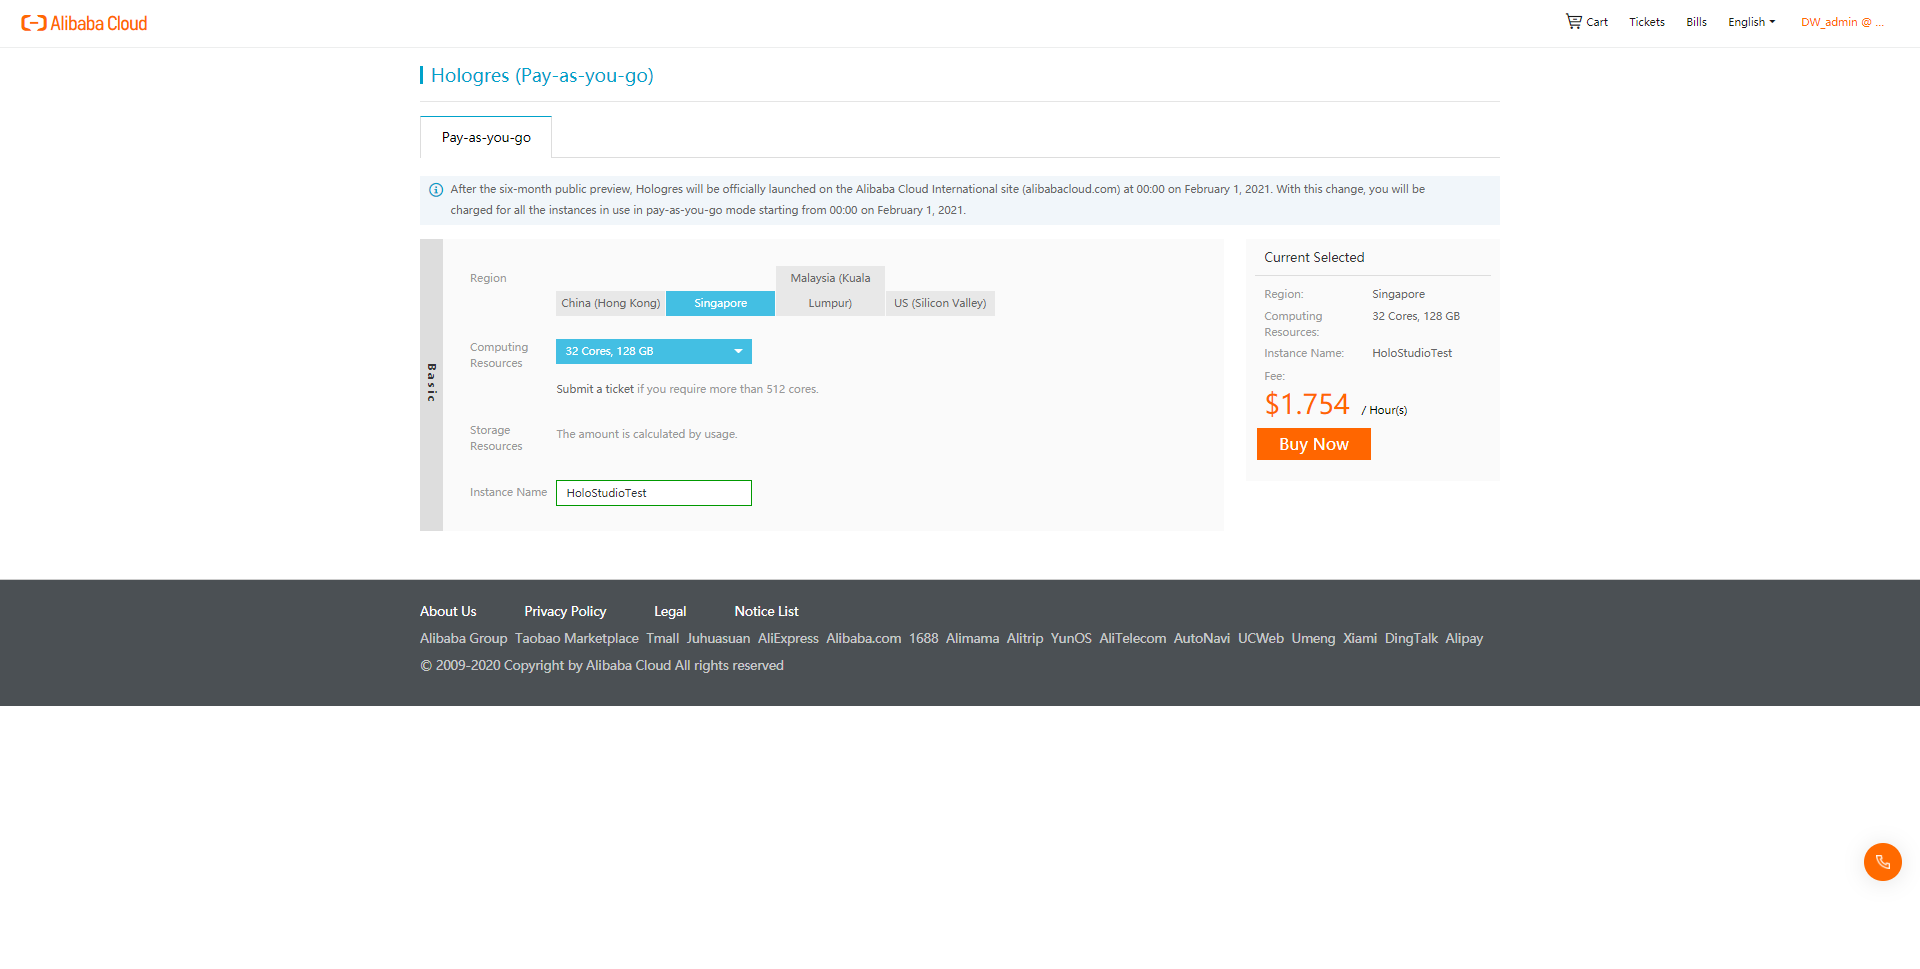 Alibaba Cloud
Cart Tickets Bills English DW_admin @ ...
Hologres (Pay-as-you-go)
Pay-as-you-go
After the six-month public preview, Hologres will be officially launched on the Alibaba Cloud International site (alibabacloud.com) at 00:00 on February 1, 2021. With this change, you will be
charged for all the instances in use in pay-as-you-go mode starting from 00:00 on February 1, 2021.
Basic
Region
China (Hong Kong)
Singapore
Malaysia (Kuala
Lumpur)
US (Silicon Valley)
Computing
Resources
32 Cores, 128 GB
Submit a ticket if you require more than 512 cores.
Storage
Resources
The amount is calculated by usage.
Instance Name
HoloStudioTest
Current Selected
Region: Singapore
Computing
Resources:
32 Cores, 128 GB
Instance Name: HoloStudioTest
Fee:
$1.754 / Hour(s)
Buy Now
About Us Privacy Policy Legal Notice List
Alibaba Group Taobao Marketplace Tmall Juhuasuan AliExpress Alibaba.com 1688 Alimama Alitrip YunOS AliTelecom AutoNavi UCWeb Umeng Xiami DingTalk Alipay
© 2009-2020 Copyright by Alibaba Cloud All rights reserved